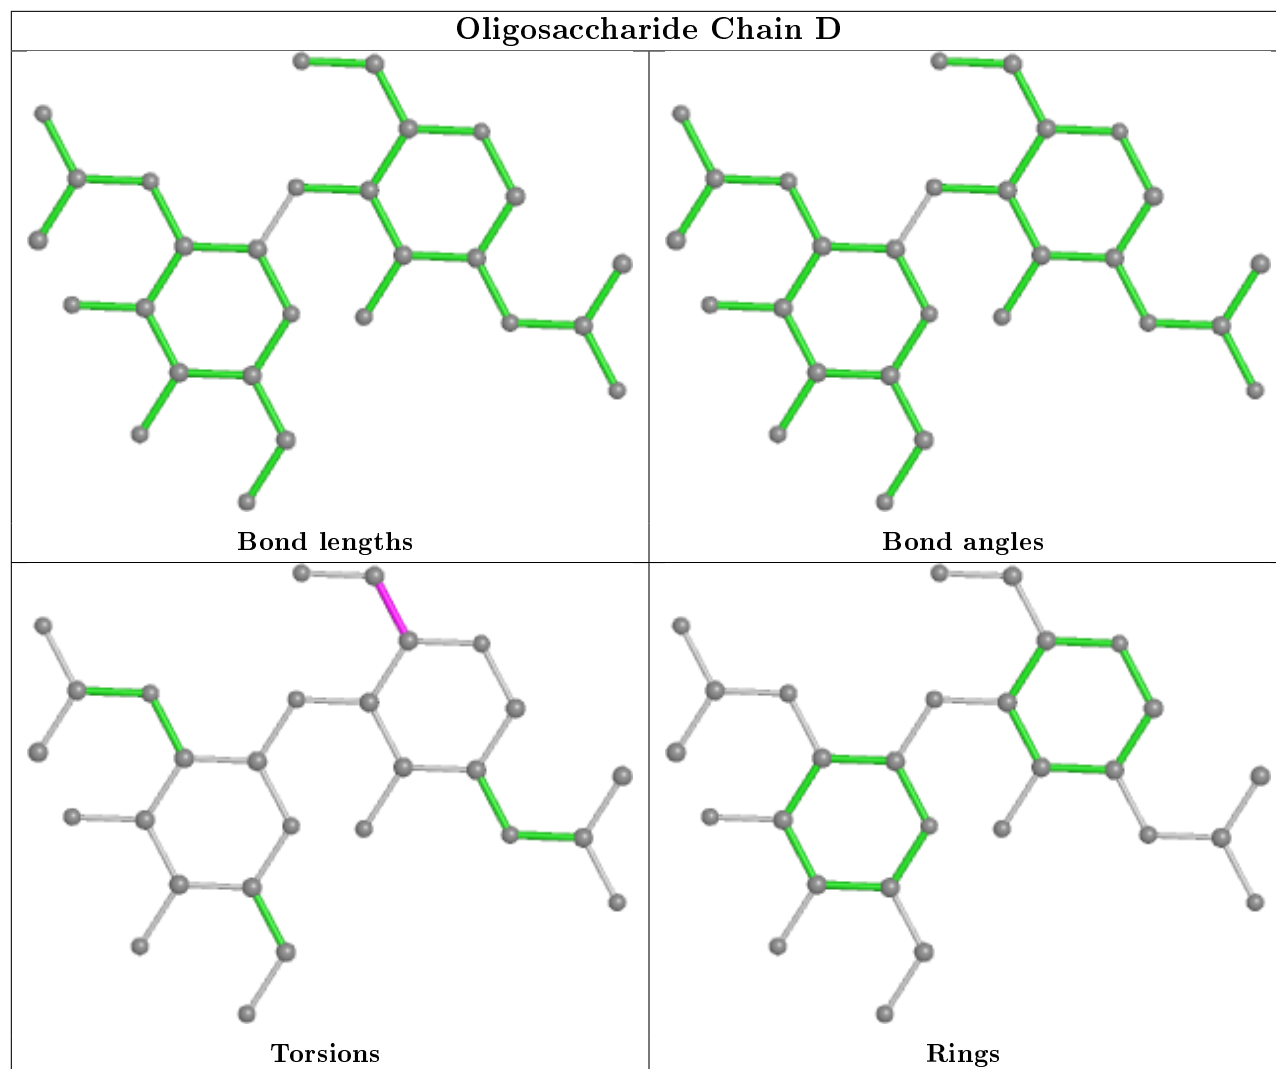 Oligosaccharide Chain D
Bond lengths
Bond angles
Torsions
Rings